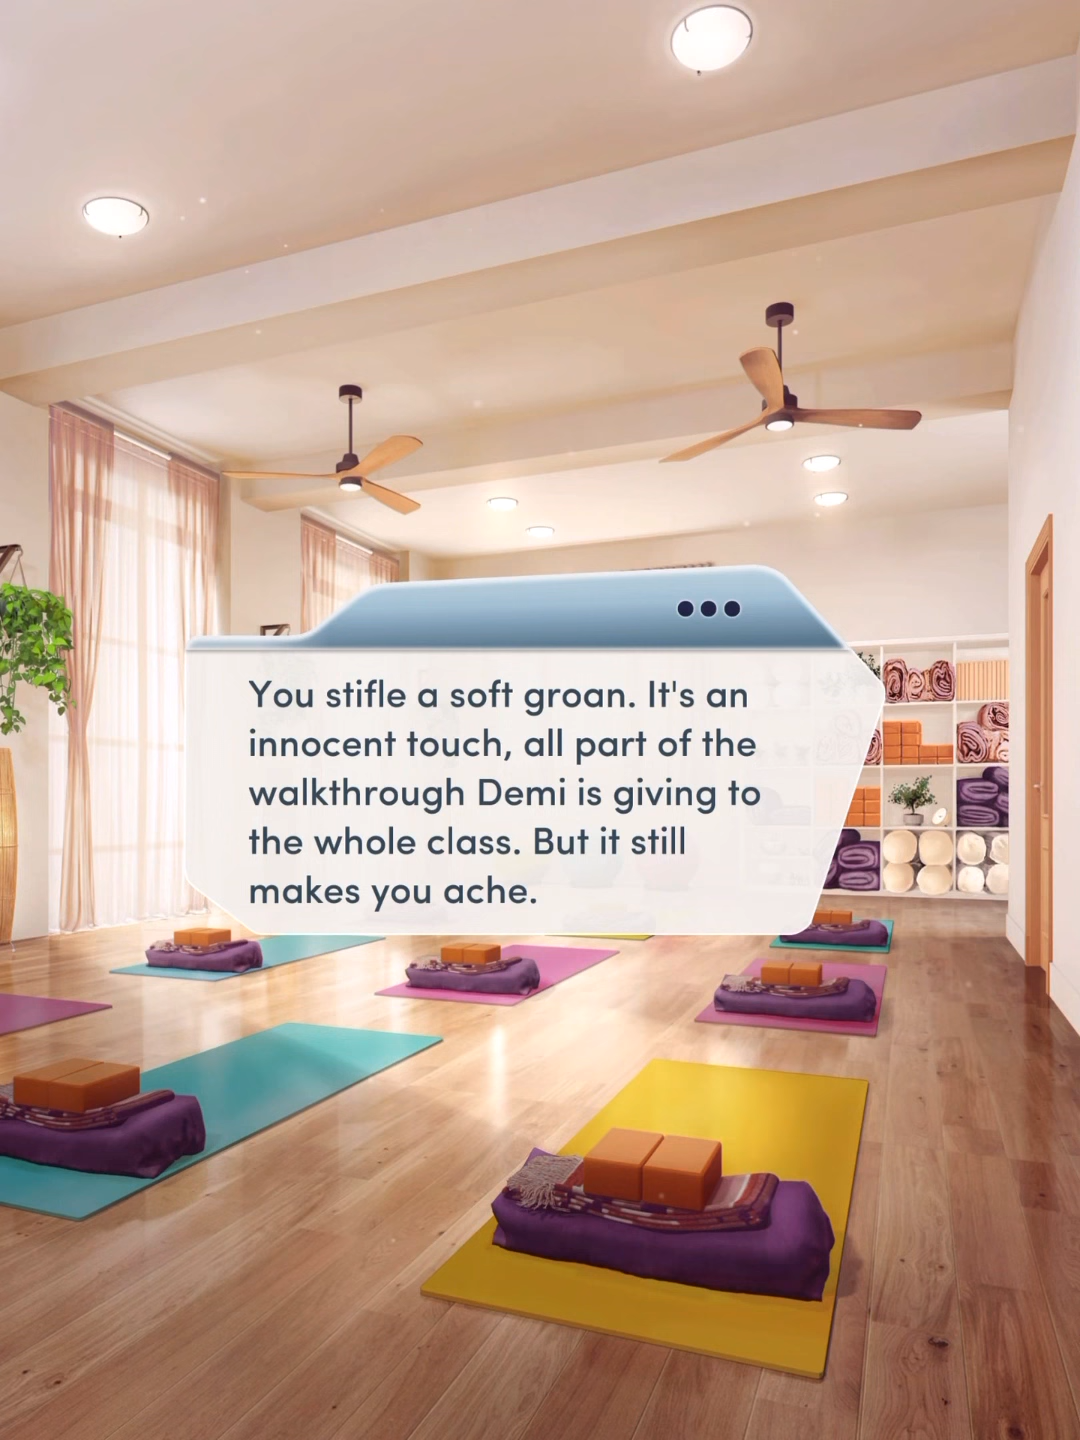 You stifle a soft groan. It's an
innocent touch, all part of the
walkthrough Demi is giving to
the whole class. But it still
makes you ache.